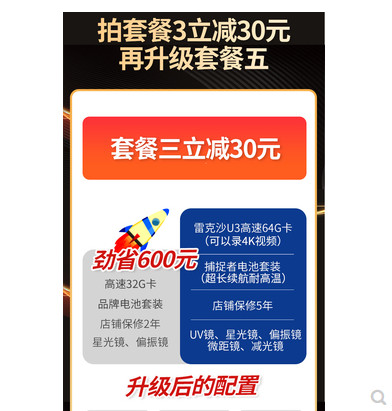 拍套餐3立减30元
再升级套餐五
套餐三立减30元
劲省600元
高速32G卡
品牌电池套装
店铺保修2年
星光镜、偏振镜
雷克沙U3高速64G卡
（可以录4K视频）
捕捉者电池套装
（超长续航耐高温）
店铺保修5年
UV镜、星光镜、偏振镜
微距镜、减光镜
升级后的配置